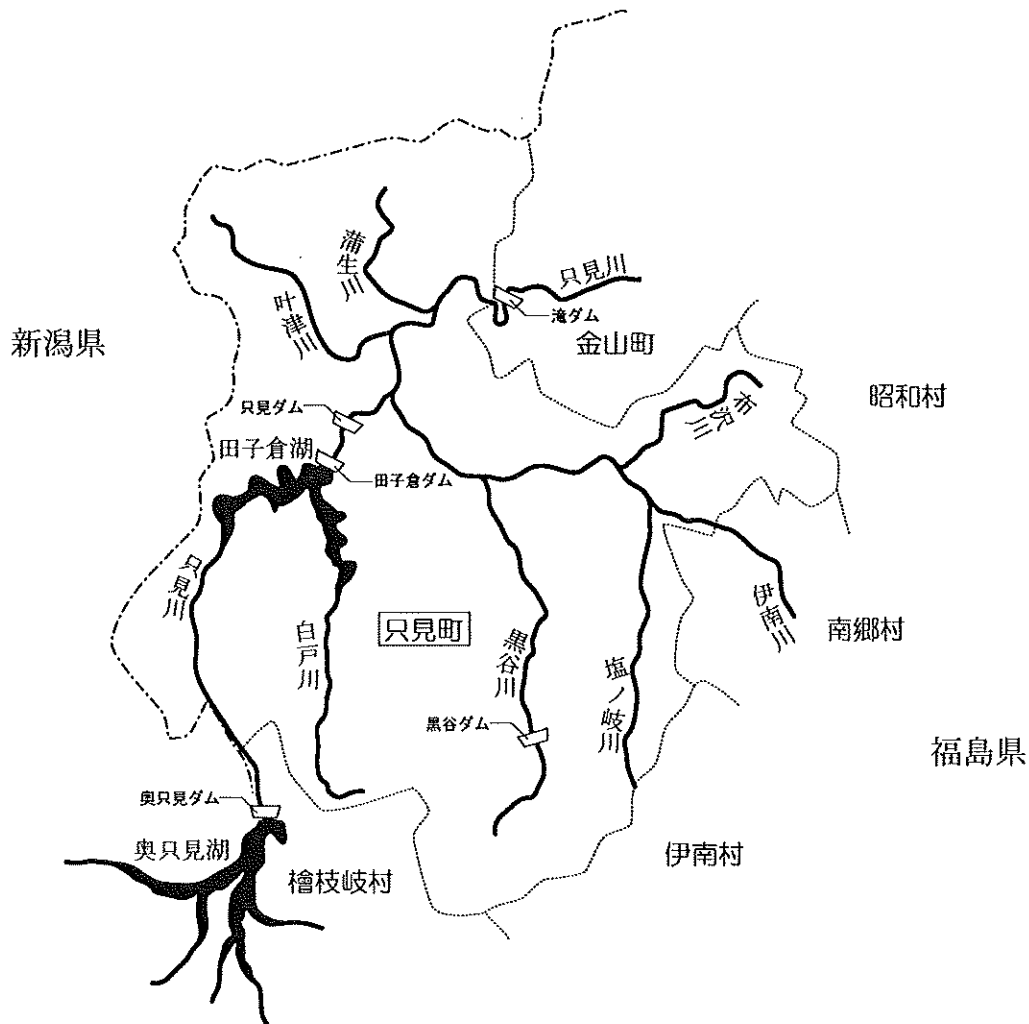 蒲生川
只見川
叶津川
滝ダム
新潟県
金山町
昭和村
布沢川
只見ダム
田子倉湖
田子倉ダム
只見川
白戸川
只見町
黒谷川
塩ノ岐川
伊南川
南郷村
黒谷ダム
福島県
奥只見ダム
奥只見湖
檜枝岐村
伊南村